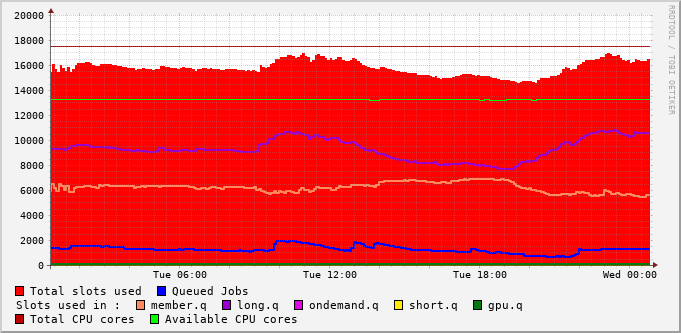 RRDTOOL / TOBI OETIKER
20000
18000
16000
14000
12000
10000
8000
6000
4000
2000
0
Tue 06:00 Tue 12:00 Tue 18:00 Wed 00:00
Total slots used Queued Jobs
Slots used in : member.q long.q ondemand.q short.q gpu.q
Total CPU cores Available CPU cores